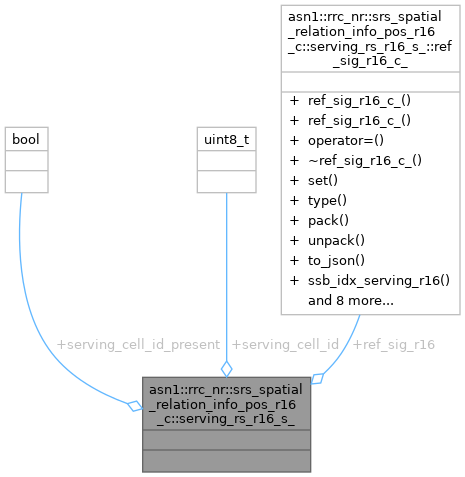 asn1::rrc_nr::srs_spatial
_relation_info_pos_r16
_c::serving_rs_r16_s_::ref
_sig_r16_c_
+ ref_sig_r16_c_()
+ ref_sig_r16_c_()
+ operator=()
+ ~ref_sig_r16_c_()
+ set()
+ type()
+ pack()
+ unpack()
+ to_json()
+ ssb_idx_serving_r16()
and 8 more...
bool
uint8_t
+serving_cell_id_present
+serving_cell_id
+ref_sig_r16
asn1::rrc_nr::srs_spatial
_relation_info_pos_r16
_c::serving_rs_r16_s_